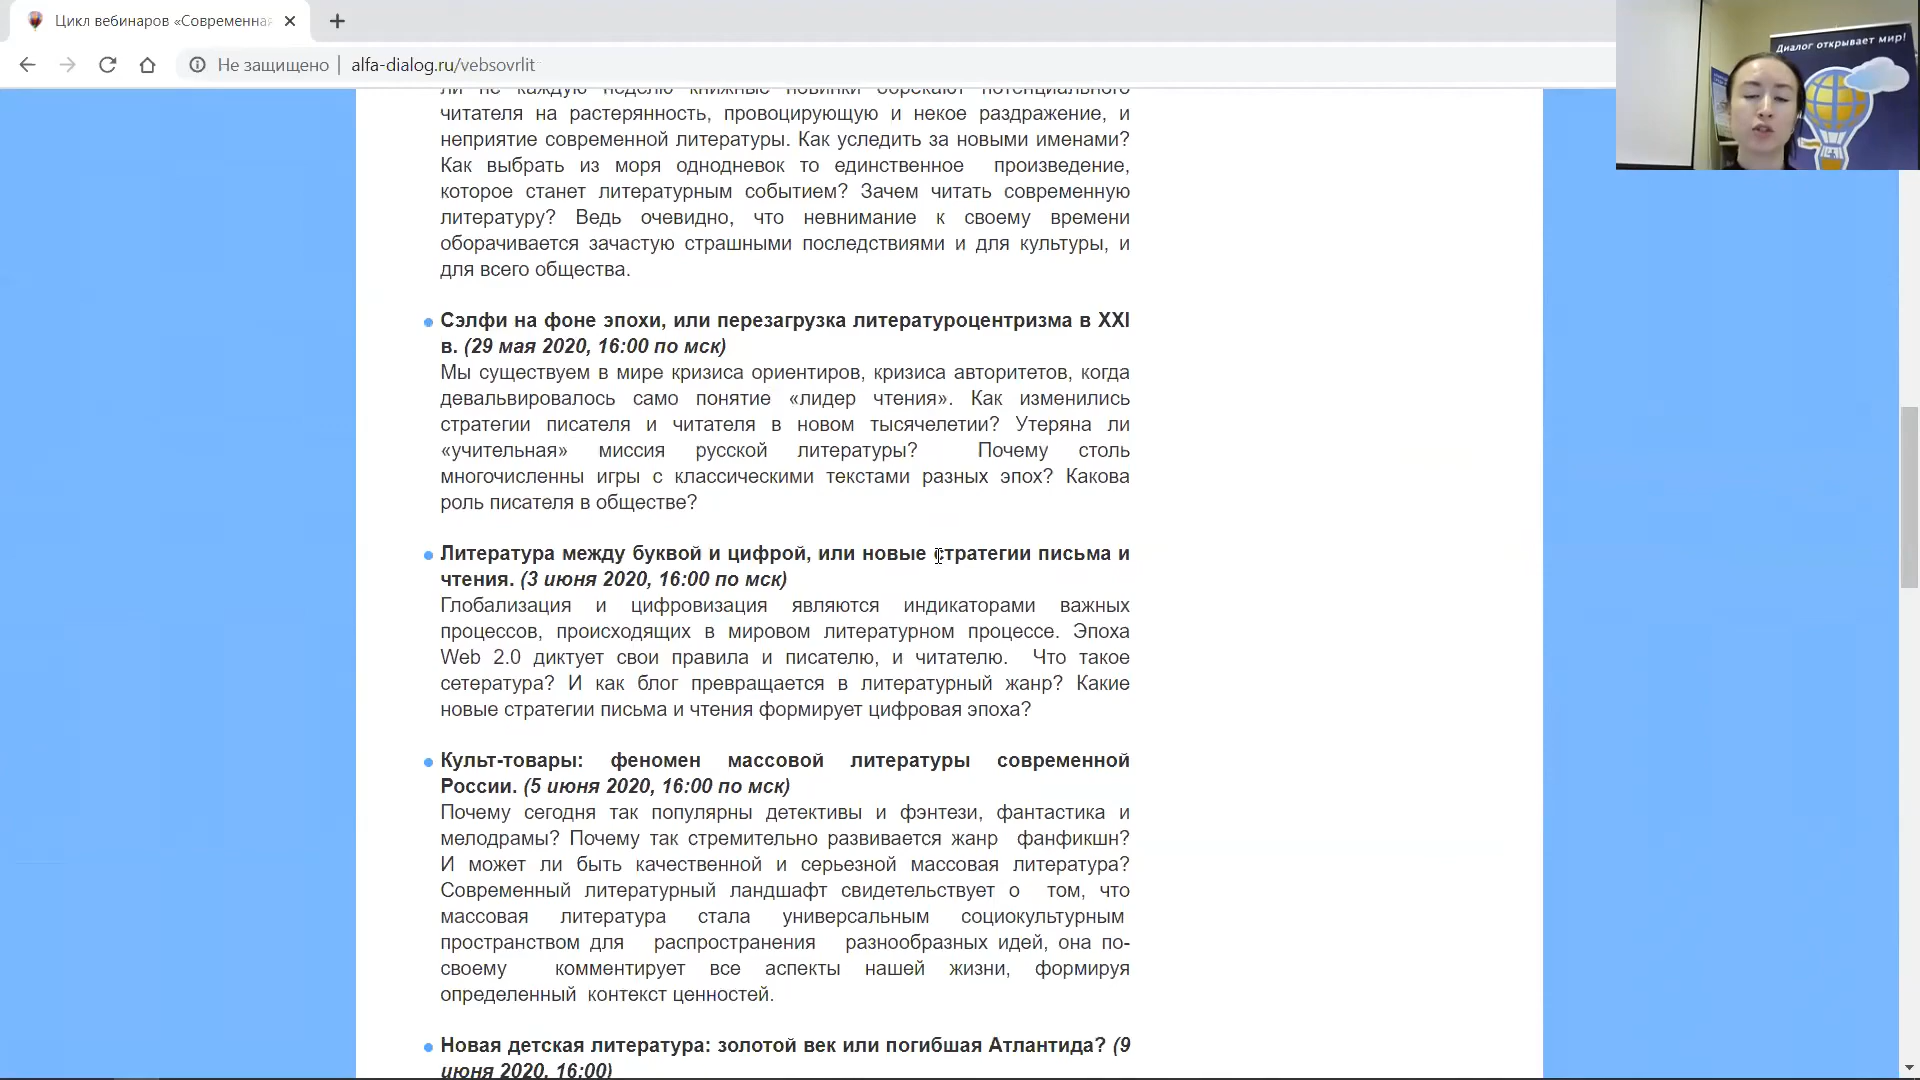 Цикл вебинаров «Современная
Не защищено | alfa-dialog.ru/vebsovrlit
Диалог открывает мир!
ли не каждую неделю книжные новинки обрекают потенциального
читателя на растерянность, провоцирующую и некое раздражение, и
неприятие современной литературы. Как уследить за новыми именами?
Как выбрать из моря однодневок то единственное произведение,
которое станет литературным событием? Зачем читать современную
литературу? Ведь очевидно, что невнимание к своему времени
оборачивается зачастую страшными последствиями и для культуры, и
для всего общества.
Сэлфи на фоне эпохи, или перезагрузка литературоцентризма в XXI
в. (29 мая 2020, 16:00 по мск)
Мы существуем в мире кризиса ориентиров, кризиса авторитетов, когда
девальвировалось само понятие «лидер чтения». Как изменились
стратегии писателя и читателя в новом тысячелетии? Утеряна ли
«учительная» миссия русской литературы? Почему столь
многочисленны игры с классическими текстами разных эпох? Какова
роль писателя в обществе?
Литература между буквой и цифрой, или новые стратегии письма и
чтения. (3 июня 2020, 16:00 по мск)
Глобализация и цифровизация являются индикаторами важных
процессов, происходящих в мировом литературном процессе. Эпоха
Web 2.0 диктует свои правила и писателю, и читателю. Что такое
сетература? И как блог превращается в литературный жанр? Какие
новые стратегии письма и чтения формирует цифровая эпоха?
Культ-товары: феномен массовой литературы современной
России. (5 июня 2020, 16:00 по мск)
Почему сегодня так популярны детективы и фэнтези, фантастика и
мелодрамы? Почему так стремительно развивается жанр фанфикшн?
И может ли быть качественной и серьезной массовая литература?
Современный литературный ландшафт свидетельствует о том, что
массовая литература стала универсальным социокультурным
пространством для распространения разнообразных идей, она по-
своему комментирует все аспекты нашей жизни, формируя
определенный контекст ценностей.
Новая детская литература: золотой век или погибшая Атлантида? (9
июня 2020, 16:00)